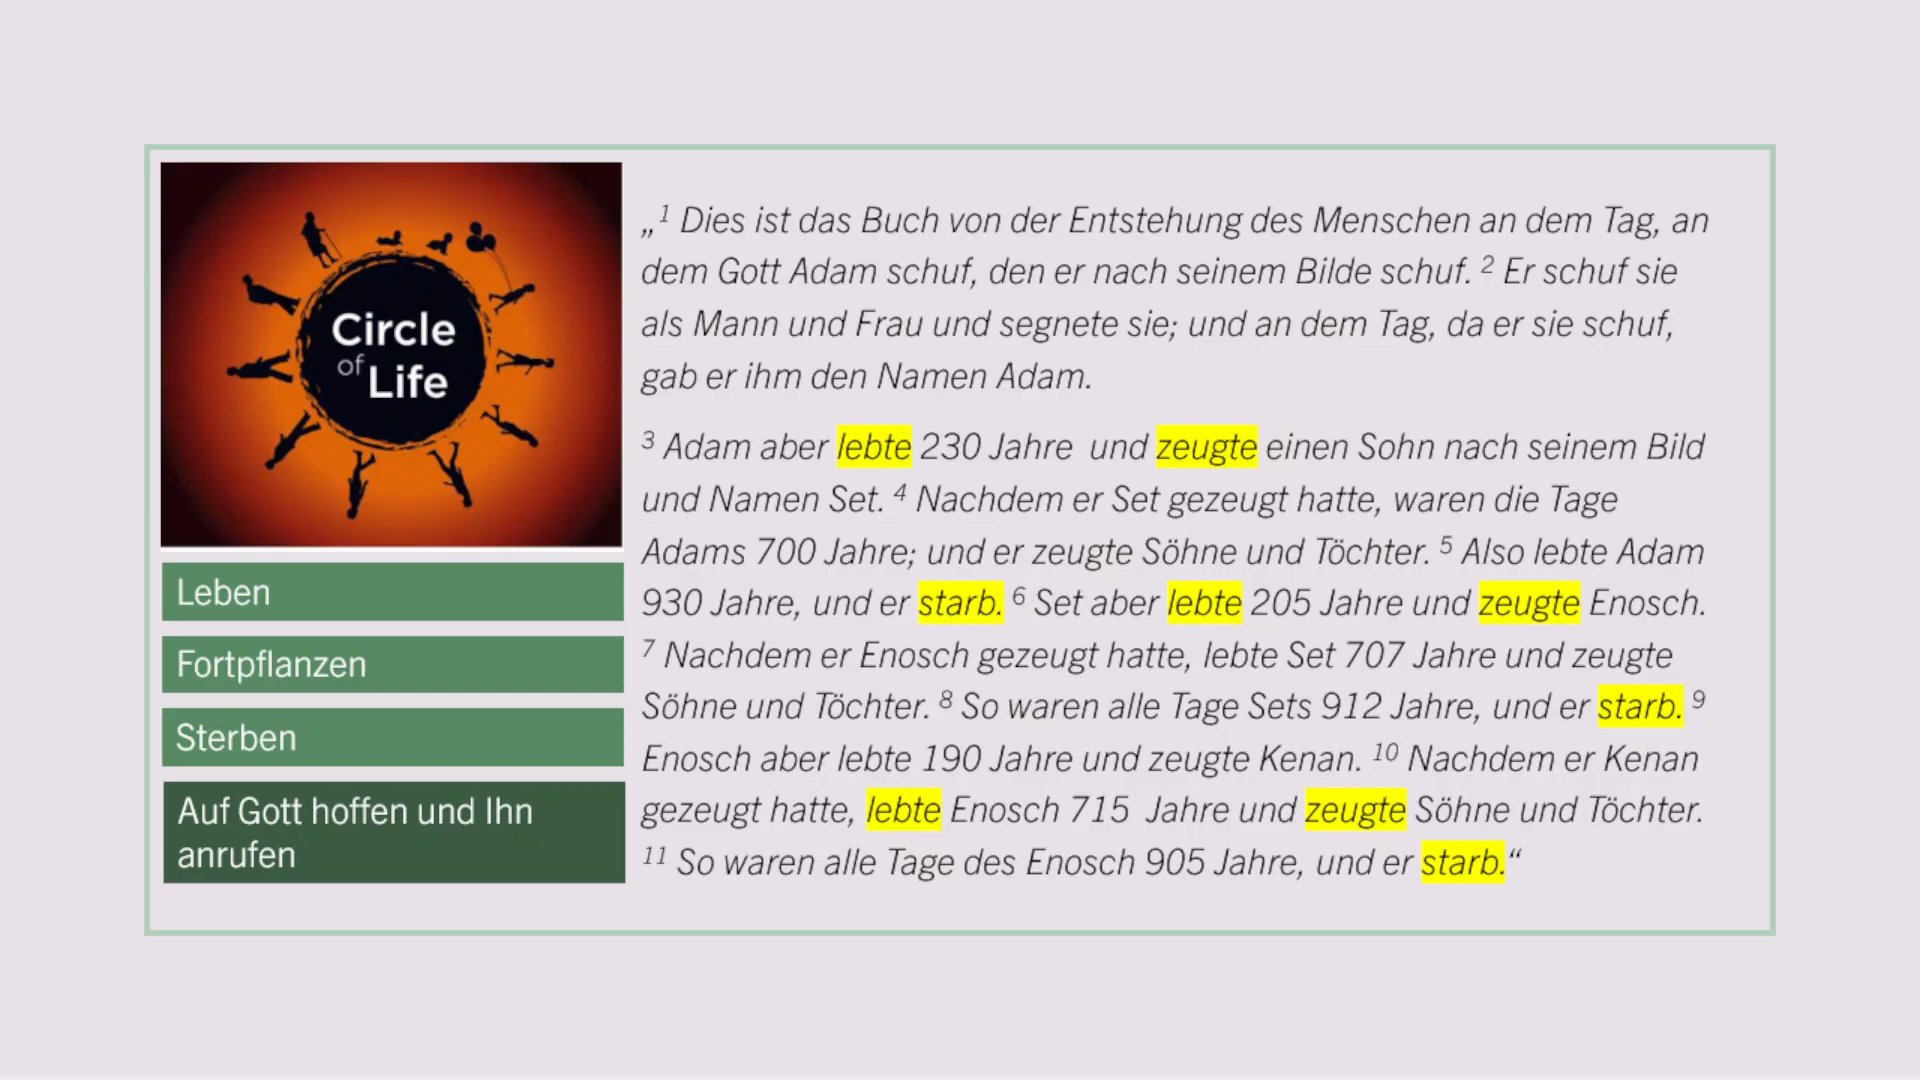 Circle
of
Life
Leben
Fortpflanzen
Sterben
Auf Gott hoffen und Ihn
anrufen
„1 Dies ist das Buch von der Entstehung des Menschen an dem Tag, an
dem Gott Adam schuf, den er nach seinem Bilde schuf. 2 Er schuf sie
als Mann und Frau und segnete sie; und an dem Tag, da er sie schuf,
gab er ihm den Namen Adam.
3 Adam aber lebte 230 Jahre und zeugte einen Sohn nach seinem Bild
und Namen Set. 4 Nachdem er Set gezeugt hatte, waren die Tage
Adams 700 Jahre; und er zeugte Söhne und Töchter. 5 Also lebte Adam
930 Jahre, und er starb. 6 Set aber lebte 205 Jahre und zeugte Enosch.
7 Nachdem er Enosch gezeugt hatte, lebte Set 707 Jahre und zeugte
Söhne und Töchter. 8 So waren alle Tage Sets 912 Jahre, und er starb. 9
Enosch aber lebte 190 Jahre und zeugte Kenan. 10 Nachdem er Kenan
gezeugt hatte, lebte Enosch 715 Jahre und zeugte Söhne und Töchter.
11 So waren alle Tage des Enosch 905 Jahre, und er starb.“